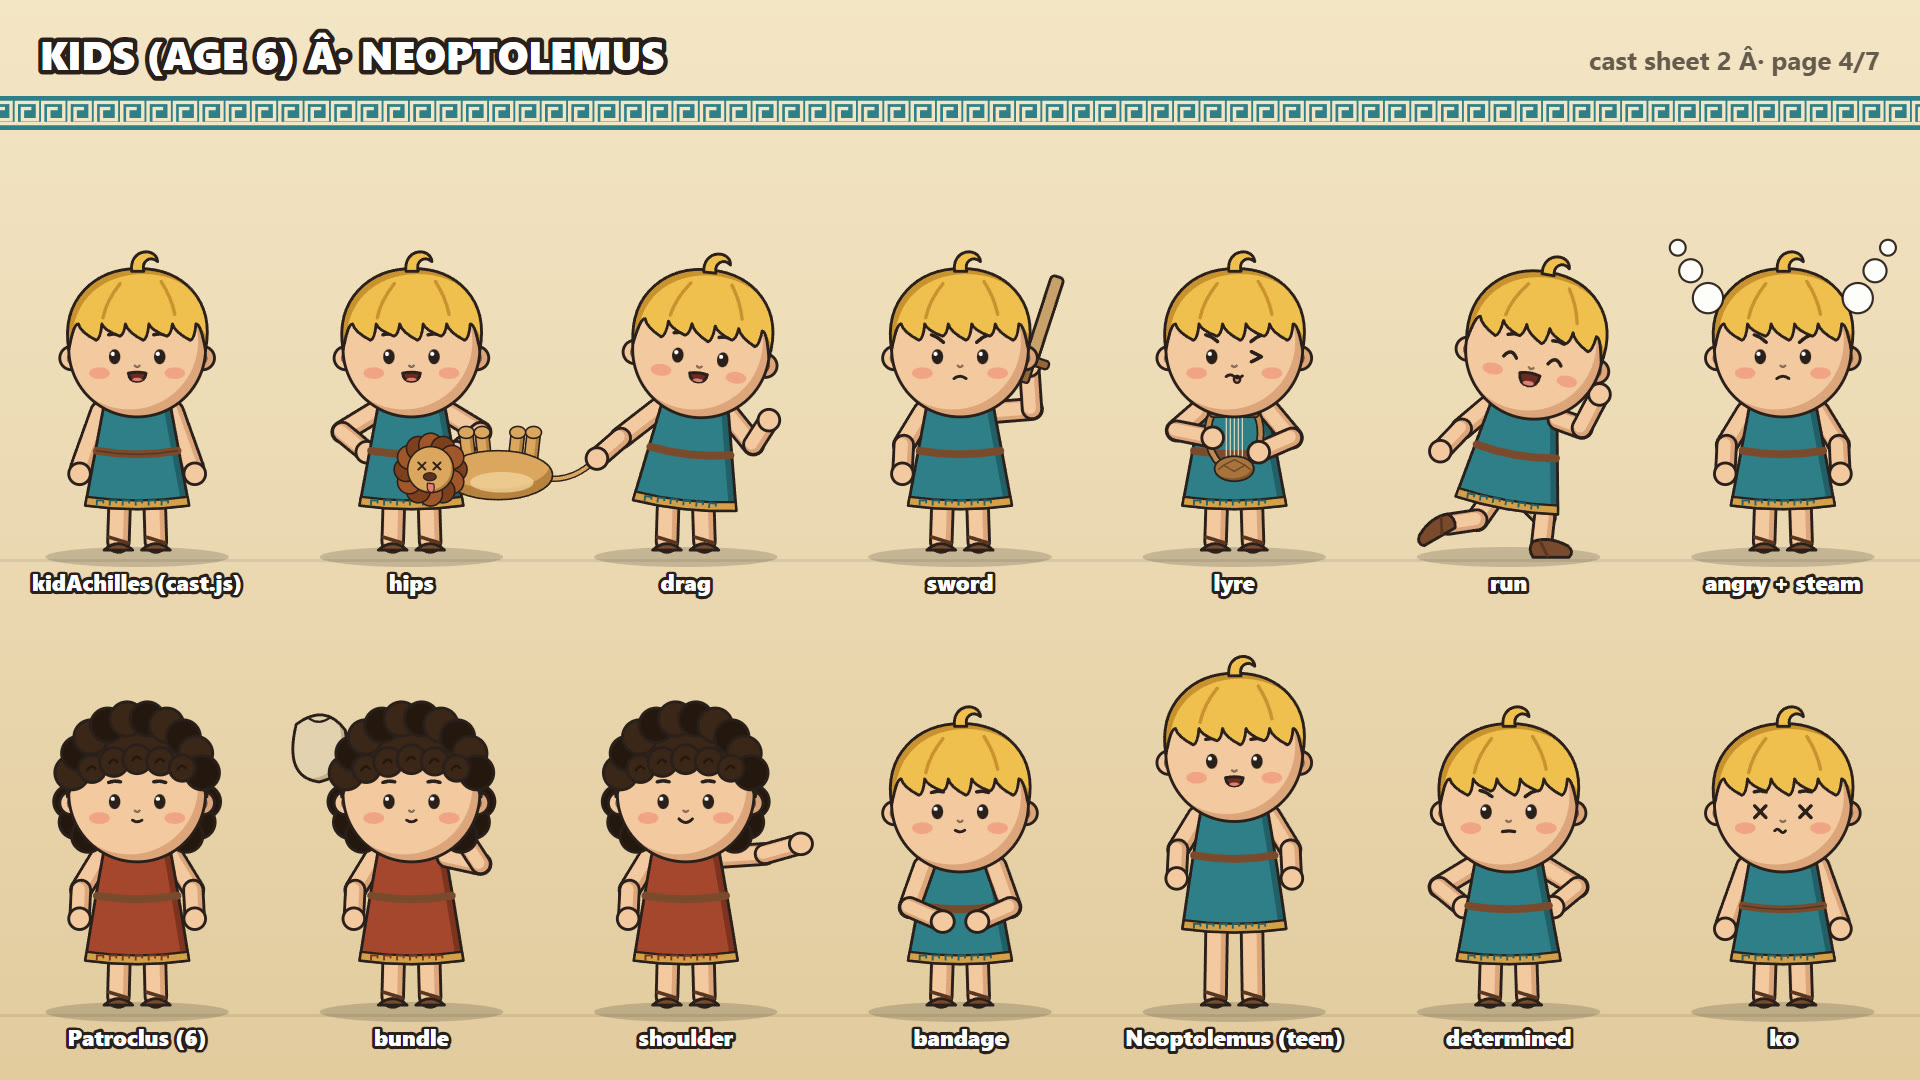 KIDS (AGE 6) Â· NEOPTOLEMUS
cast sheet 2 Â· page 4/7
kidAchilles (cast.js)
hips
drag
sword
lyre
run
angry + steam
Patroclus (6)
bundle
shoulder
bandage
Neoptolemus (teen)
determined
ko